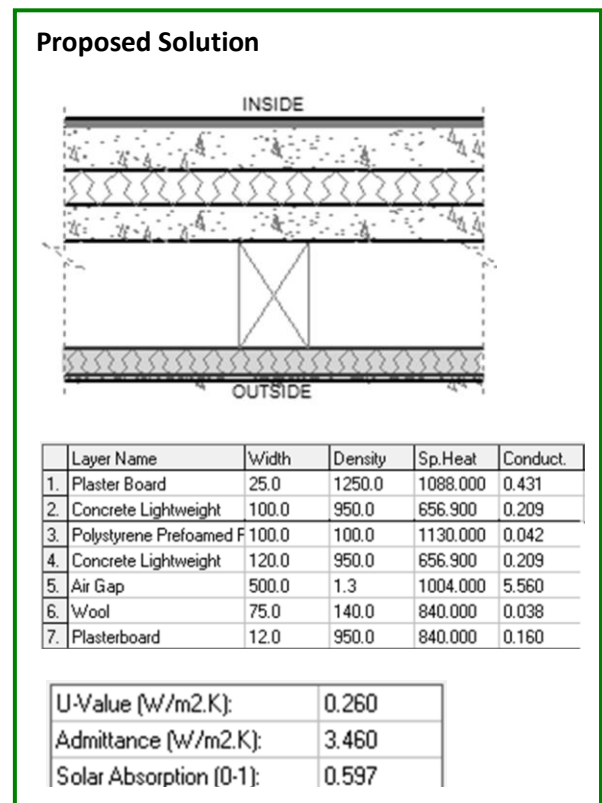 Proposed Solution
INSIDE
OUTSIDE
Layer Name Width Density Sp.Heat Conduct.
1. Plaster Board 25.0 1250.0 1088.000 0.431
2. Concrete Lightweight 100.0 950.0 656.900 0.209
3. Polystyrene Prefoamed F 100.0 100.0 1130.000 0.042
4. Concrete Lightweight 120.0 950.0 656.900 0.209
5. Air Gap 500.0 1.3 1004.000 5.560
6. Wool 75.0 140.0 840.000 0.038
7. Plasterboard 12.0 950.0 840.000 0.160
U-Value (W/m2.K): 0.260
Admittance (W/m2.K): 3.460
Solar Absorption (0-1): 0.597